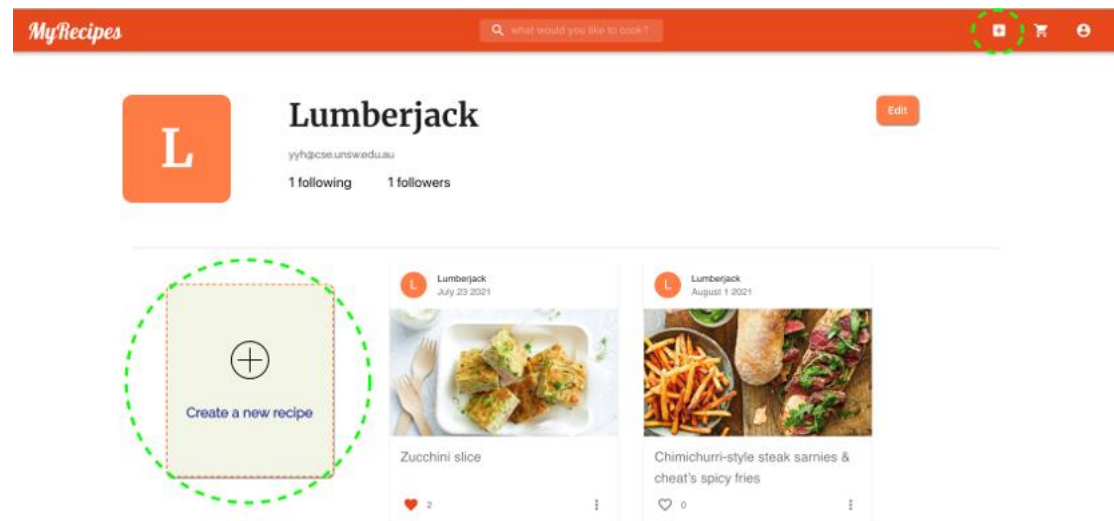 MyRecipes
what would you like to cook?
L
Lumberjack
Edit
yyh@cse.unsw.edu.au
1 following 1 followers
Create a new recipe
L
Lumberjack
July 23 2021
Zucchini slice
2
L
Lumberjack
August 1 2021
Chimichurri-style steak sarnies &
cheat's spicy fries
0